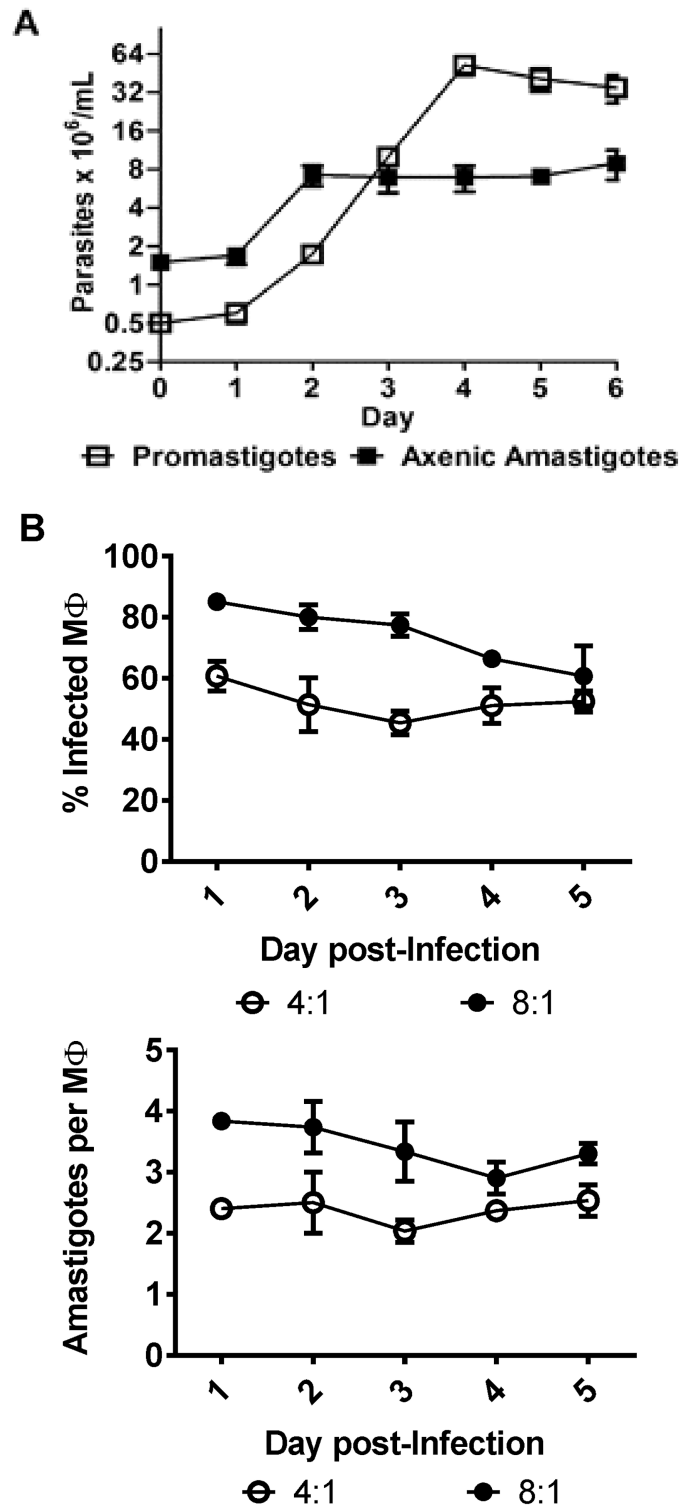 A
Parasites x 10⁶/mL
64
32
16
8
4
2
1
0.5
0.25
0 1 2 3 4 5 6
Day
Promastigotes Axenic Amastigotes
B
% Infected MΦ
100
80
60
40
20
0
1 2 3 4 5
Day post-Infection
4:1 8:1
Amastigotes per MΦ
5
4
3
2
1
0
1 2 3 4 5
Day post-Infection
4:1 8:1